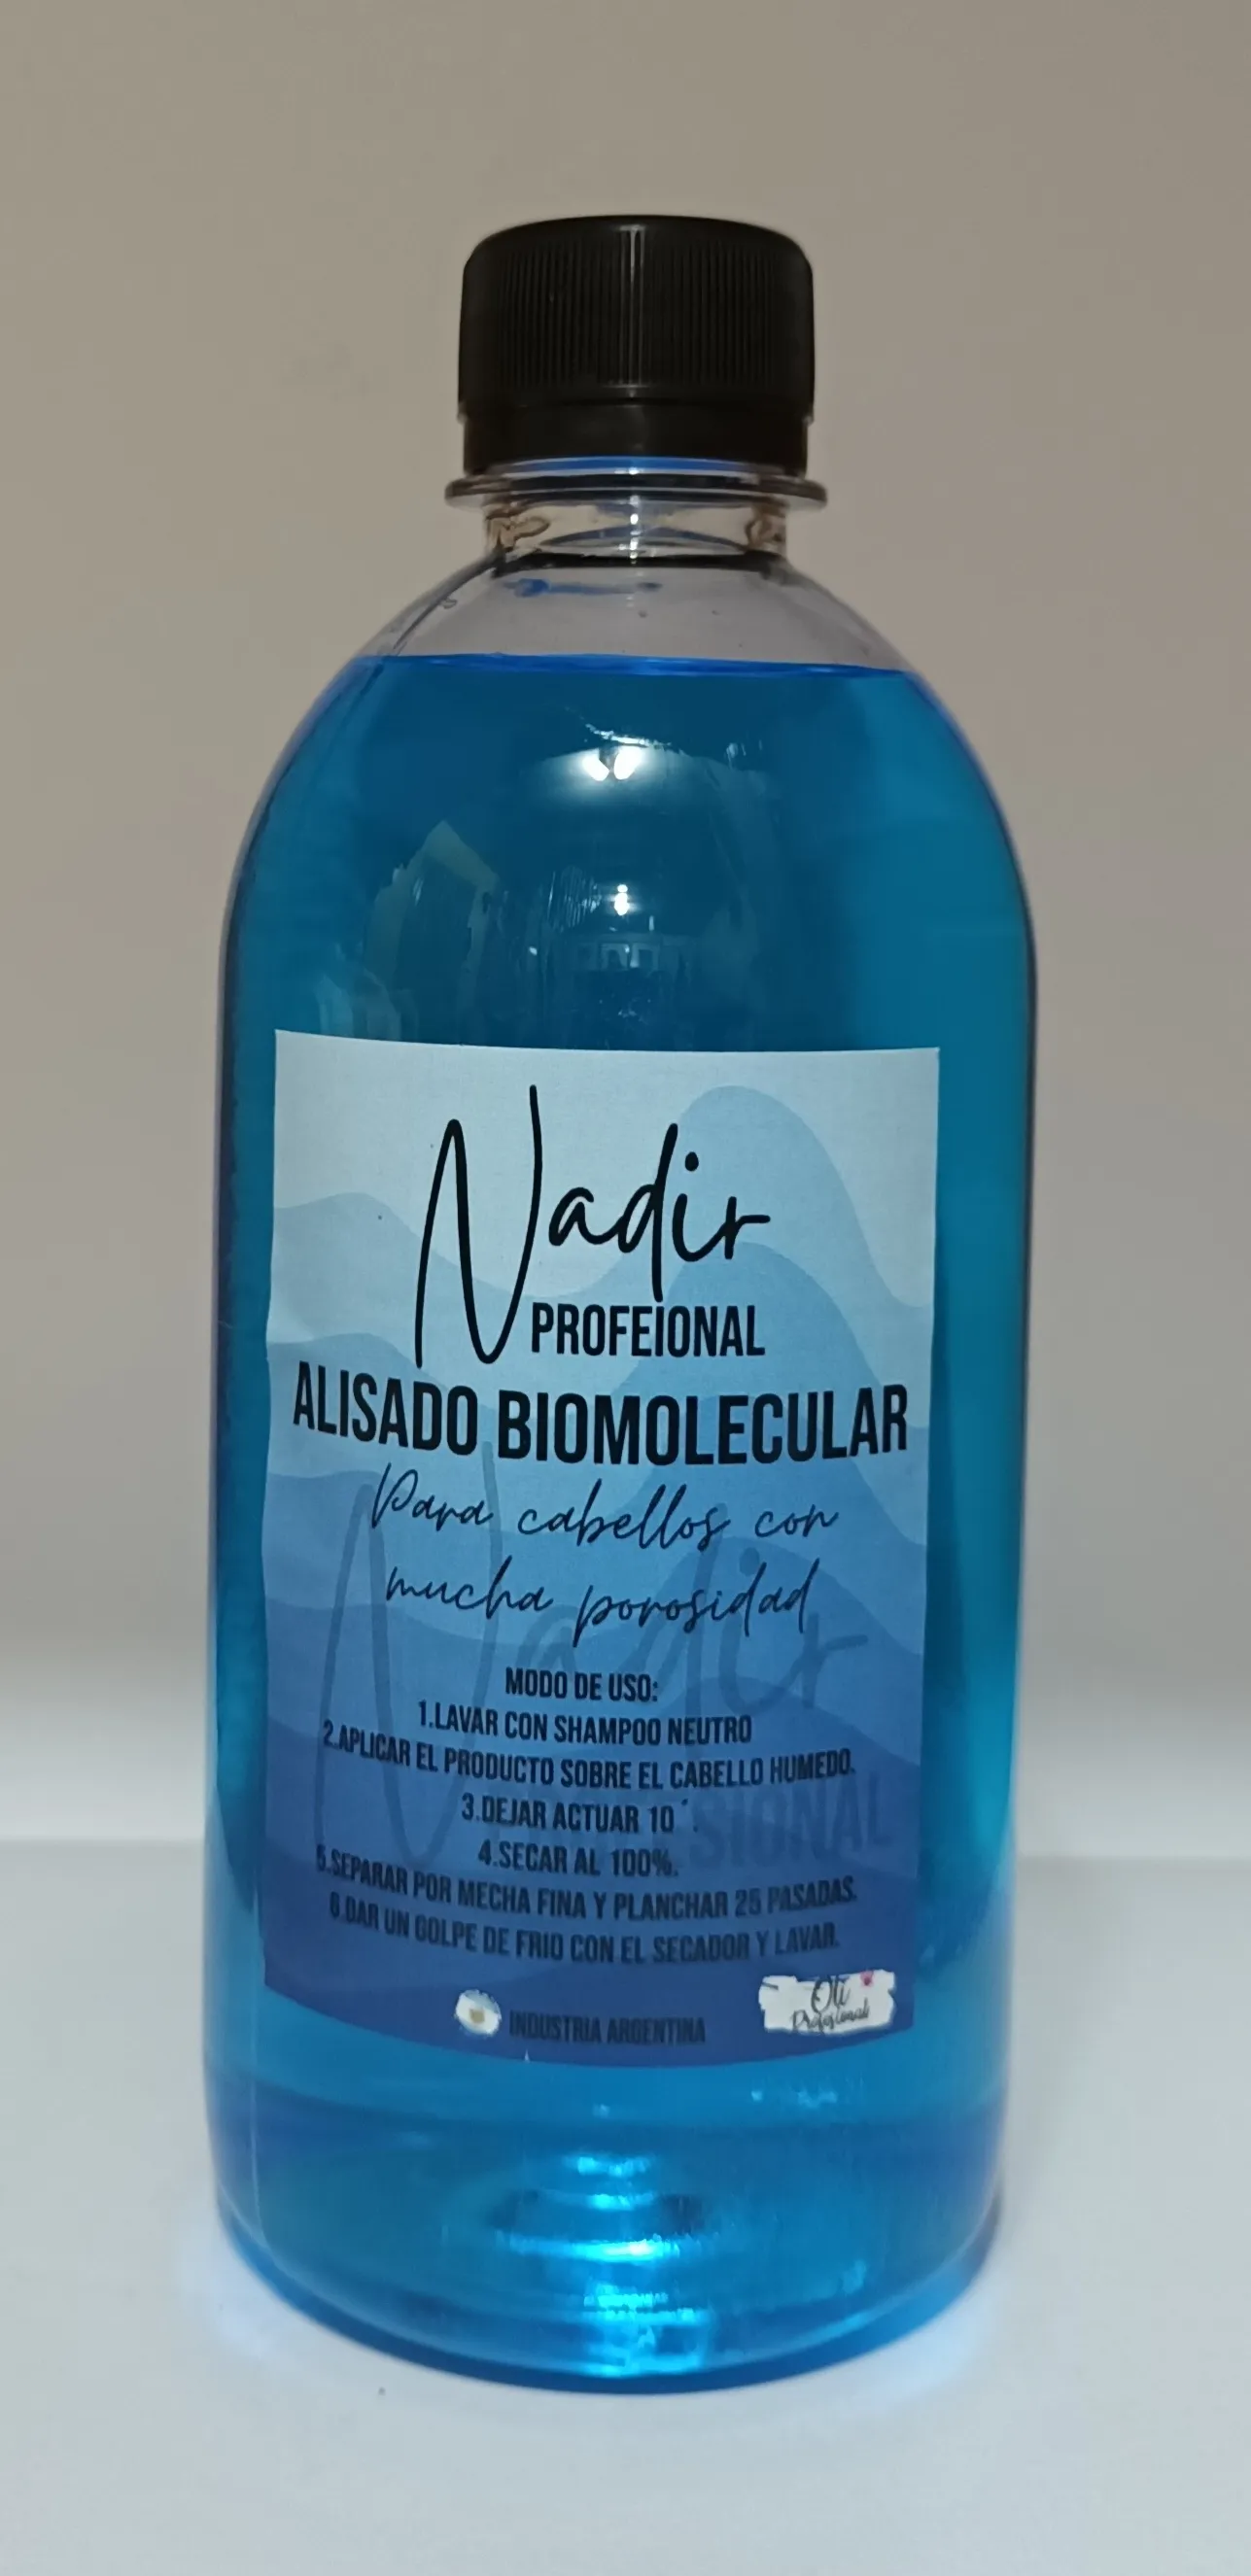 Nadir
PROFEIONAL
ALISADO BIOMOLECULAR
Para cabellos con
mucha porosidad
MODO DE USO:
1.LAVAR CON SHAMPOO NEUTRO
2.APLICAR EL PRODUCTO SOBRE EL CABELLO HUMEDO.
3.DEJAR ACTUAR 10´.
4.SECAR AL 100%.
5.SEPARAR POR MECHA FINA Y PLANCHAR 25 PASADAS.
6.DAR UN GOLPE DE FRIO CON EL SECADOR Y LAVAR.
INDUSTRIA ARGENTINA
Oti
Profesional
Nadir